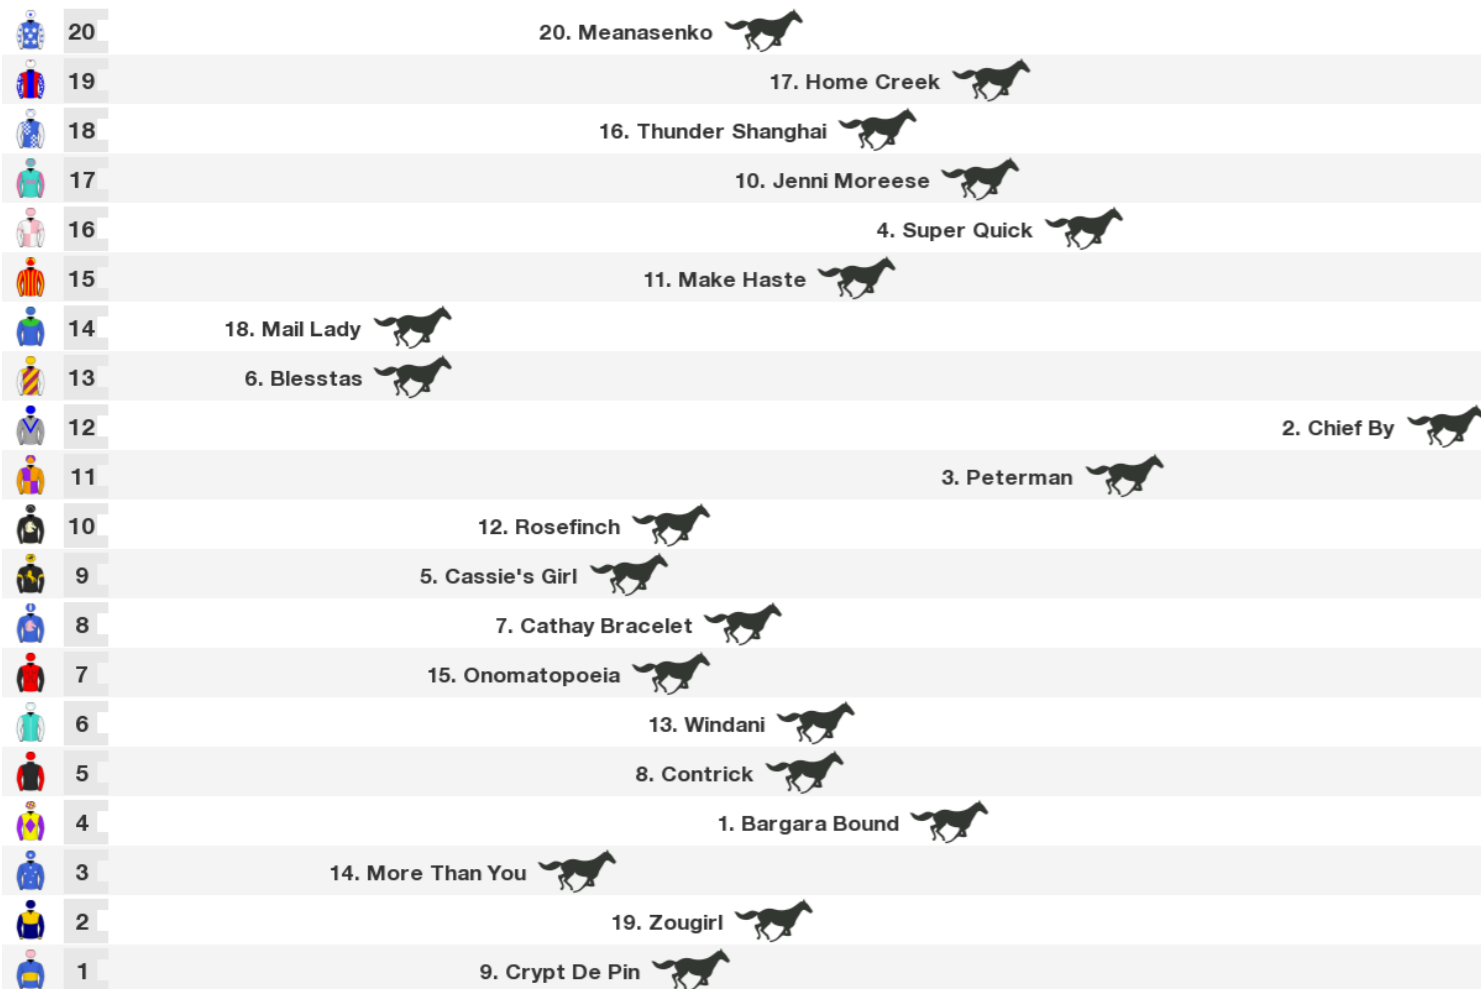 20 20. Meanasenko
19 17. Home Creek
18 16. Thunder Shanghai
17 10. Jenni Moreese
16 4. Super Quick
15 11. Make Haste
14 18. Mail Lady
13 6. Blesstas
12 2. Chief By
11 3. Peterman
10 12. Rosefinch
9 5. Cassie's Girl
8 7. Cathay Bracelet
7 15. Onomatopoeia
6 13. Windani
5 8. Contrick
4 1. Bargara Bound
3 14. More Than You
2 19. Zougirl
1 9. Crypt De Pin